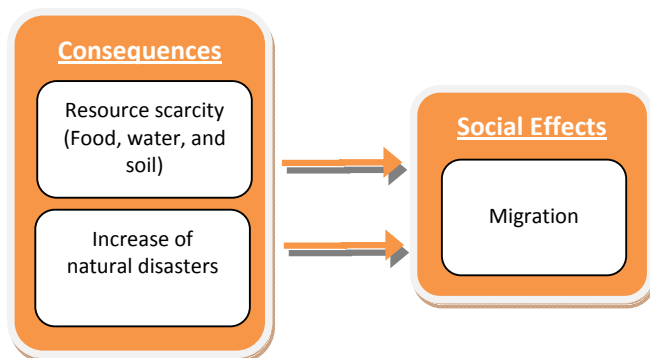 Consequences
Resource scarcity
(Food, water, and
soil)
Increase of
natural disasters
Social Effects
Migration